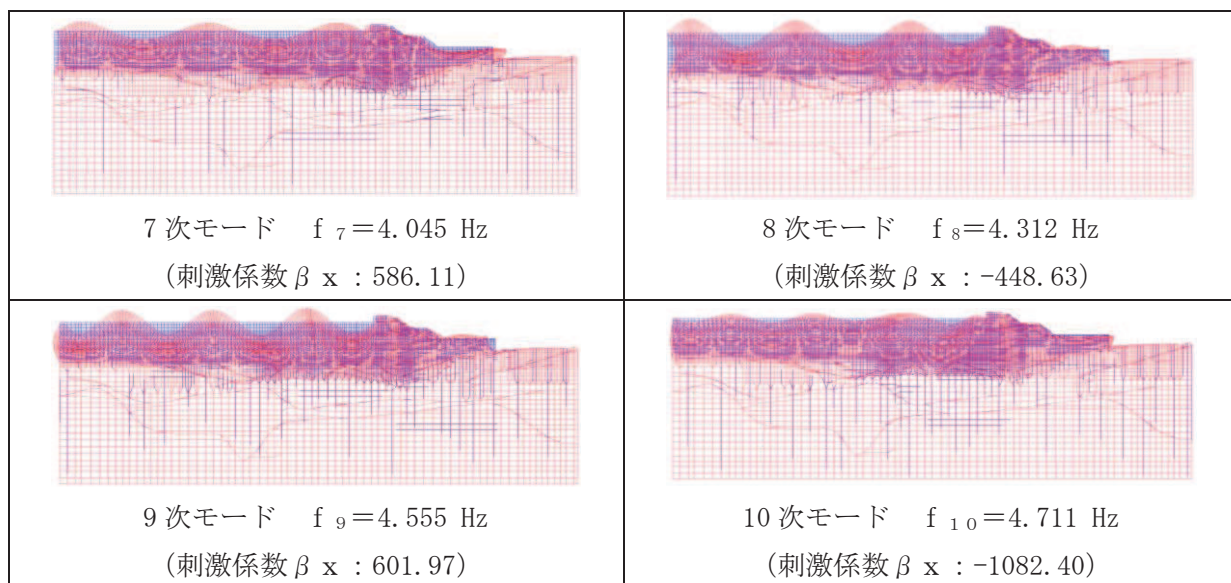 7次モード f ₇=4.045 Hz
(刺激係数β x :586.11)
8次モード f ₈=4.312 Hz
(刺激係数β x :-448.63)
9次モード f ₉=4.555 Hz
(刺激係数β x :601.97)
10次モード f ₁₀=4.711 Hz
(刺激係数β x :-1082.40)